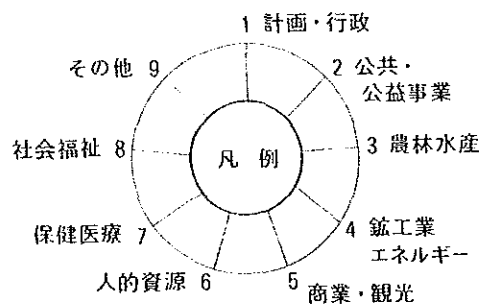 1 計画・行政
2 公共・
公益事業
3 農林水産
4 鉱工業
エネルギー
5
商業・観光
人的資源 6
保健医療 7
社会福祉 8
その他 9
凡例